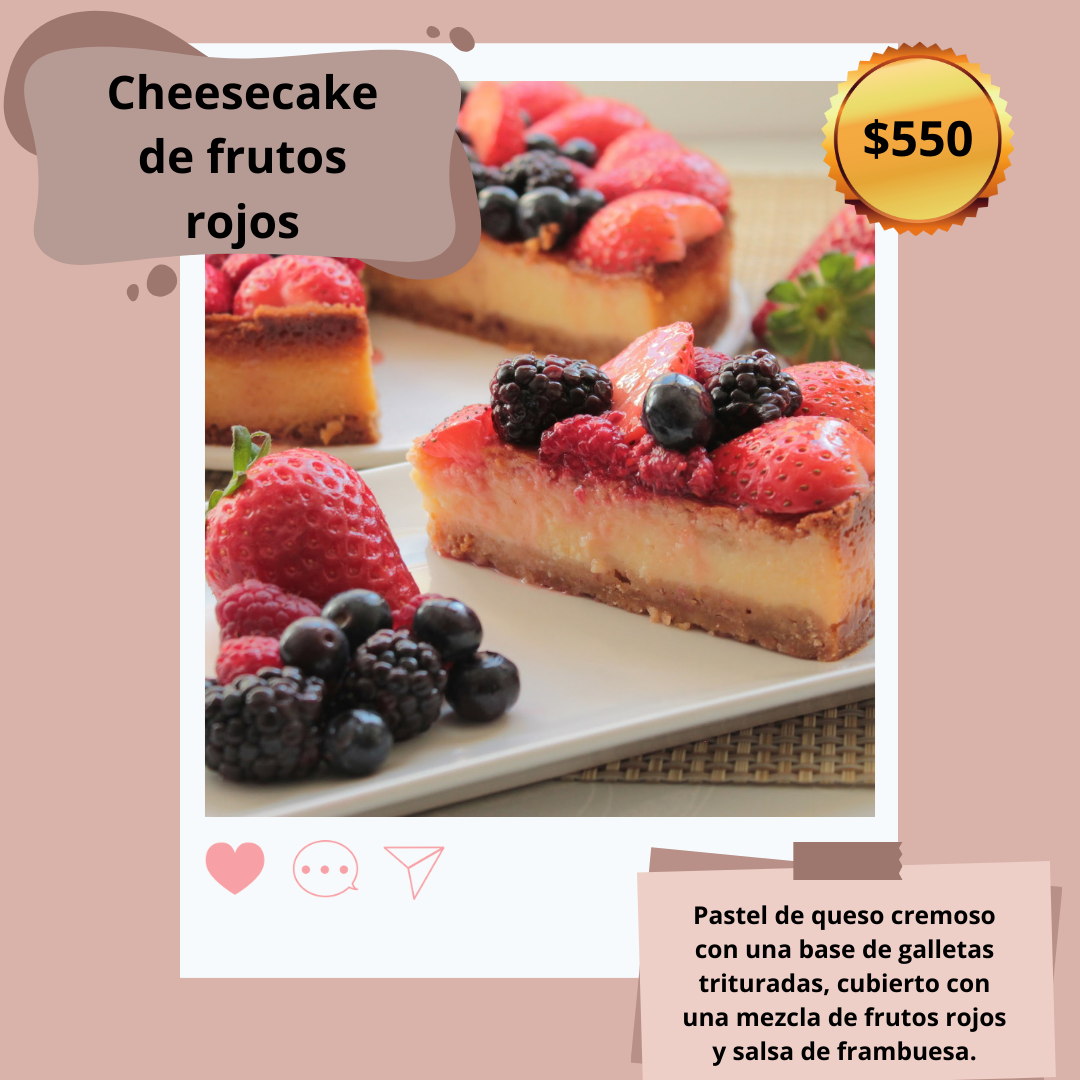 Cheesecake
de frutos
rojos
$550
Pastel de queso cremoso
con una base de galletas
trituradas, cubierto con
una mezcla de frutos rojos
y salsa de frambuesa.